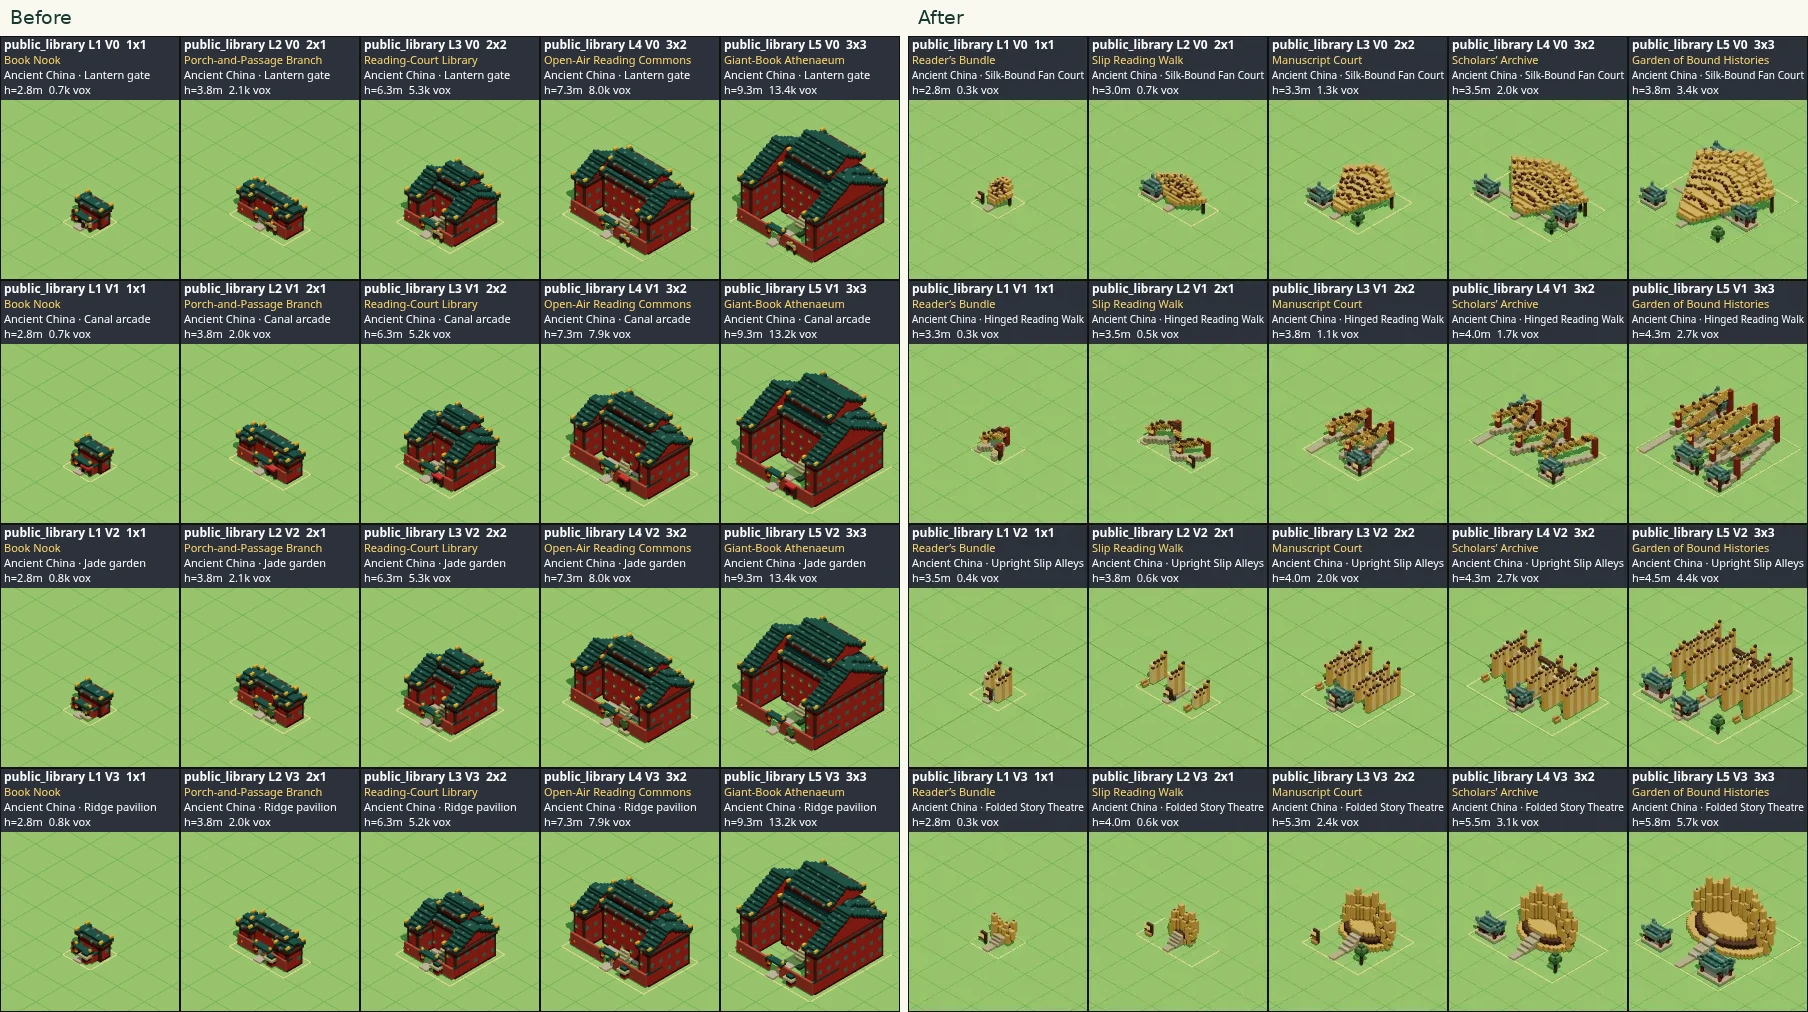 Before
After
public_library L1 V0 1x1
Book Nook
Ancient China · Lantern gate
h=2.8m 0.7k vox
public_library L2 V0 2x1
Porch-and-Passage Branch
Ancient China · Lantern gate
h=3.8m 2.1k vox
public_library L3 V0 2x2
Reading-Court Library
Ancient China · Lantern gate
h=6.3m 5.3k vox
public_library L4 V0 3x2
Open-Air Reading Commons
Ancient China · Lantern gate
h=7.3m 8.0k vox
public_library L5 V0 3x3
Giant-Book Athenaeum
Ancient China · Lantern gate
h=9.3m 13.4k vox
public_library L1 V0 1x1
Reader's Bundle
Ancient China · Silk-Bound Fan Court
h=2.8m 0.3k vox
public_library L2 V0 2x1
Slip Reading Walk
Ancient China · Silk-Bound Fan Court
h=3.0m 0.7k vox
public_library L3 V0 2x2
Manuscript Court
Ancient China · Silk-Bound Fan Court
h=3.3m 1.3k vox
public_library L4 V0 3x2
Scholars' Archive
Ancient China · Silk-Bound Fan Court
h=3.5m 2.0k vox
public_library L5 V0 3x3
Garden of Bound Histories
Ancient China · Silk-Bound Fan Court
h=3.8m 3.4k vox
public_library L1 V1 1x1
Book Nook
Ancient China · Canal arcade
h=2.8m 0.7k vox
public_library L2 V1 2x1
Porch-and-Passage Branch
Ancient China · Canal arcade
h=3.8m 2.0k vox
public_library L3 V1 2x2
Reading-Court Library
Ancient China · Canal arcade
h=6.3m 5.2k vox
public_library L4 V1 3x2
Open-Air Reading Commons
Ancient China · Canal arcade
h=7.3m 7.9k vox
public_library L5 V1 3x3
Giant-Book Athenaeum
Ancient China · Canal arcade
h=9.3m 13.2k vox
public_library L1 V1 1x1
Reader's Bundle
Ancient China · Hinged Reading Walk
h=3.3m 0.3k vox
public_library L2 V1 2x1
Slip Reading Walk
Ancient China · Hinged Reading Walk
h=3.5m 0.5k vox
public_library L3 V1 2x2
Manuscript Court
Ancient China · Hinged Reading Walk
h=3.8m 1.1k vox
public_library L4 V1 3x2
Scholars' Archive
Ancient China · Hinged Reading Walk
h=4.0m 1.7k vox
public_library L5 V1 3x3
Garden of Bound Histories
Ancient China · Hinged Reading Walk
h=4.3m 2.7k vox
public_library L1 V2 1x1
Book Nook
Ancient China · Jade garden
h=2.8m 0.8k vox
public_library L2 V2 2x1
Porch-and-Passage Branch
Ancient China · Jade garden
h=3.8m 2.1k vox
public_library L3 V2 2x2
Reading-Court Library
Ancient China · Jade garden
h=6.3m 5.3k vox
public_library L4 V2 3x2
Open-Air Reading Commons
Ancient China · Jade garden
h=7.3m 8.0k vox
public_library L5 V2 3x3
Giant-Book Athenaeum
Ancient China · Jade garden
h=9.3m 13.4k vox
public_library L1 V2 1x1
Reader's Bundle
Ancient China · Upright Slip Alleys
h=3.5m 0.4k vox
public_library L2 V2 2x1
Slip Reading Walk
Ancient China · Upright Slip Alleys
h=3.8m 0.6k vox
public_library L3 V2 2x2
Manuscript Court
Ancient China · Upright Slip Alleys
h=4.0m 2.0k vox
public_library L4 V2 3x2
Scholars' Archive
Ancient China · Upright Slip Alleys
h=4.3m 2.7k vox
public_library L5 V2 3x3
Garden of Bound Histories
Ancient China · Upright Slip Alleys
h=4.5m 4.4k vox
public_library L1 V3 1x1
Book Nook
Ancient China · Ridge pavilion
h=2.8m 0.8k vox
public_library L2 V3 2x1
Porch-and-Passage Branch
Ancient China · Ridge pavilion
h=3.8m 2.0k vox
public_library L3 V3 2x2
Reading-Court Library
Ancient China · Ridge pavilion
h=6.3m 5.2k vox
public_library L4 V3 3x2
Open-Air Reading Commons
Ancient China · Ridge pavilion
h=7.3m 7.9k vox
public_library L5 V3 3x3
Giant-Book Athenaeum
Ancient China · Ridge pavilion
h=9.3m 13.2k vox
public_library L1 V3 1x1
Reader's Bundle
Ancient China · Folded Story Theatre
h=2.8m 0.3k vox
public_library L2 V3 2x1
Slip Reading Walk
Ancient China · Folded Story Theatre
h=4.0m 0.6k vox
public_library L3 V3 2x2
Manuscript Court
Ancient China · Folded Story Theatre
h=5.3m 2.4k vox
public_library L4 V3 3x2
Scholars' Archive
Ancient China · Folded Story Theatre
h=5.5m 3.1k vox
public_library L5 V3 3x3
Garden of Bound Histories
Ancient China · Folded Story Theatre
h=5.8m 5.7k vox